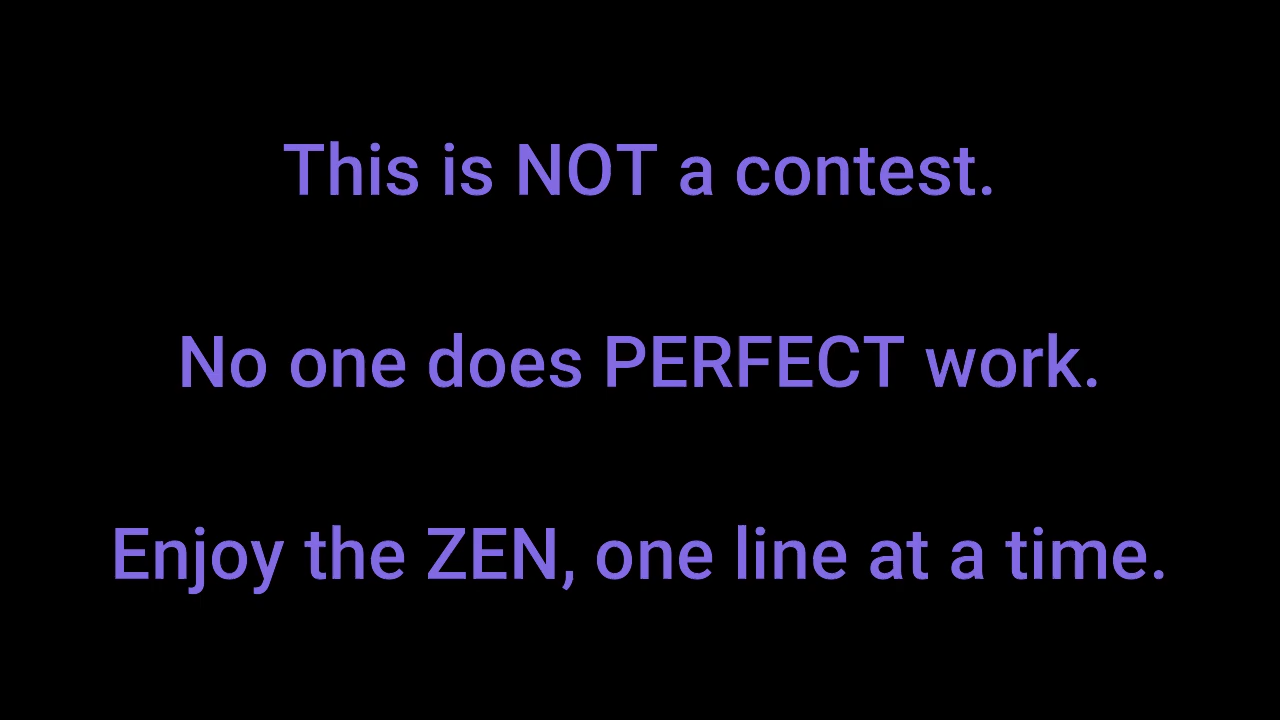 This is NOT a contest.
No one does PERFECT work.
Enjoy the ZEN, one line at a time.